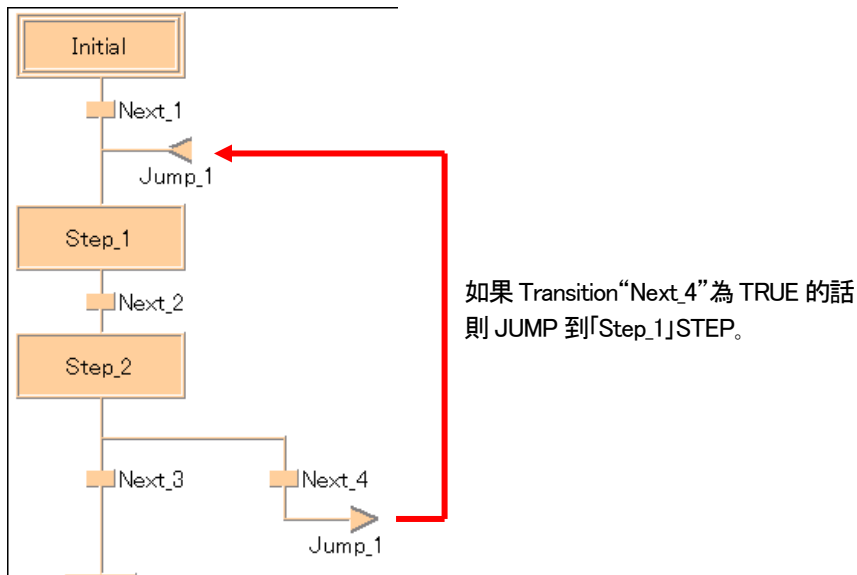 Initial
Next_1
Jump_1
Step_1
Next_2
Step_2
如果 Transition“Next_4”為 TRUE 的話
則 JUMP 到「Step_1」STEP。
Next_3
Next_4
Jump_1